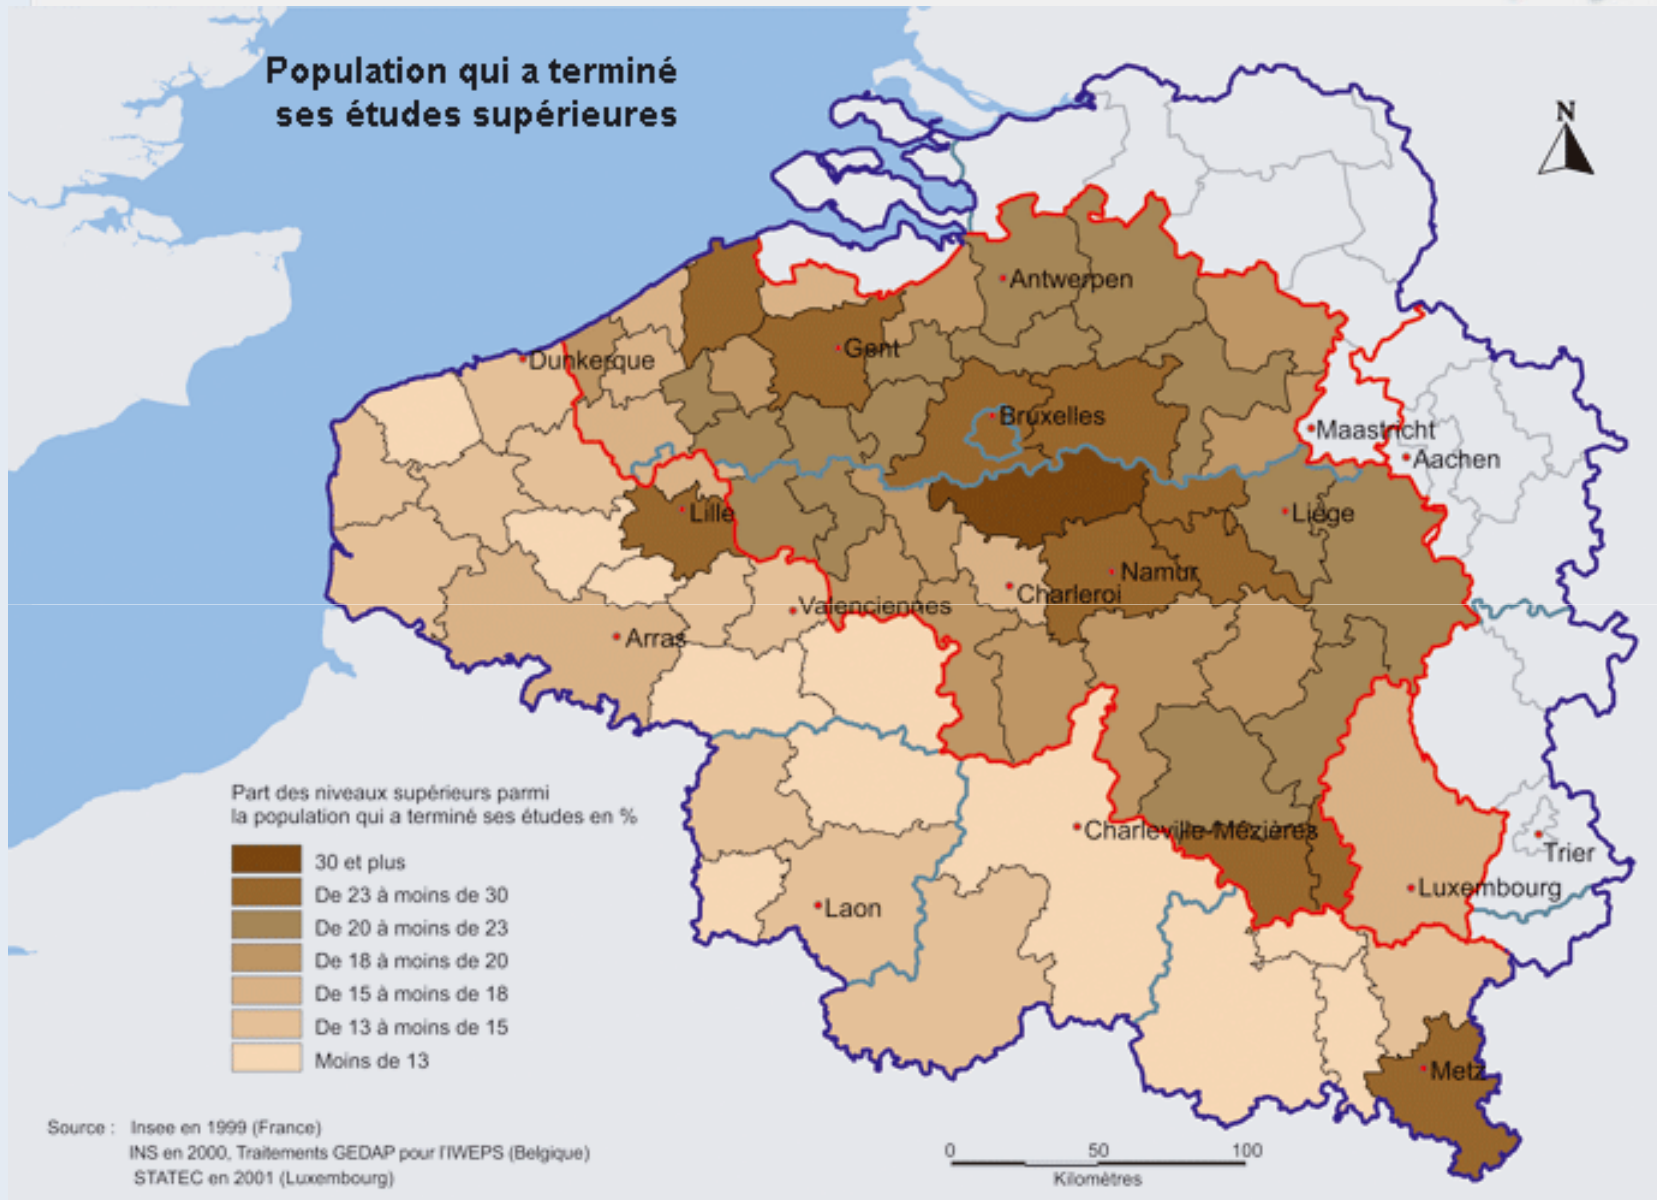 Population qui a terminé
ses études supérieures
N
Antwerpen
Gent
Dunkerque
Bruxelles
Maastricht
Aachen
Lille
Liège
Namur
Charleroi
Valenciennes
Arras
Charleville-Mézières
Trier
Luxembourg
Laon
Metz
Part des niveaux supérieurs parmi
la population qui a terminé ses études en %
30 et plus
De 23 à moins de 30
De 20 à moins de 23
De 18 à moins de 20
De 15 à moins de 18
De 13 à moins de 15
Moins de 13
Source : Insee en 1999 (France)
INS en 2000, Traitements GEDAP pour l'IWEPS (Belgique)
STATEC en 2001 (Luxembourg)
0 50 100
Kilomètres